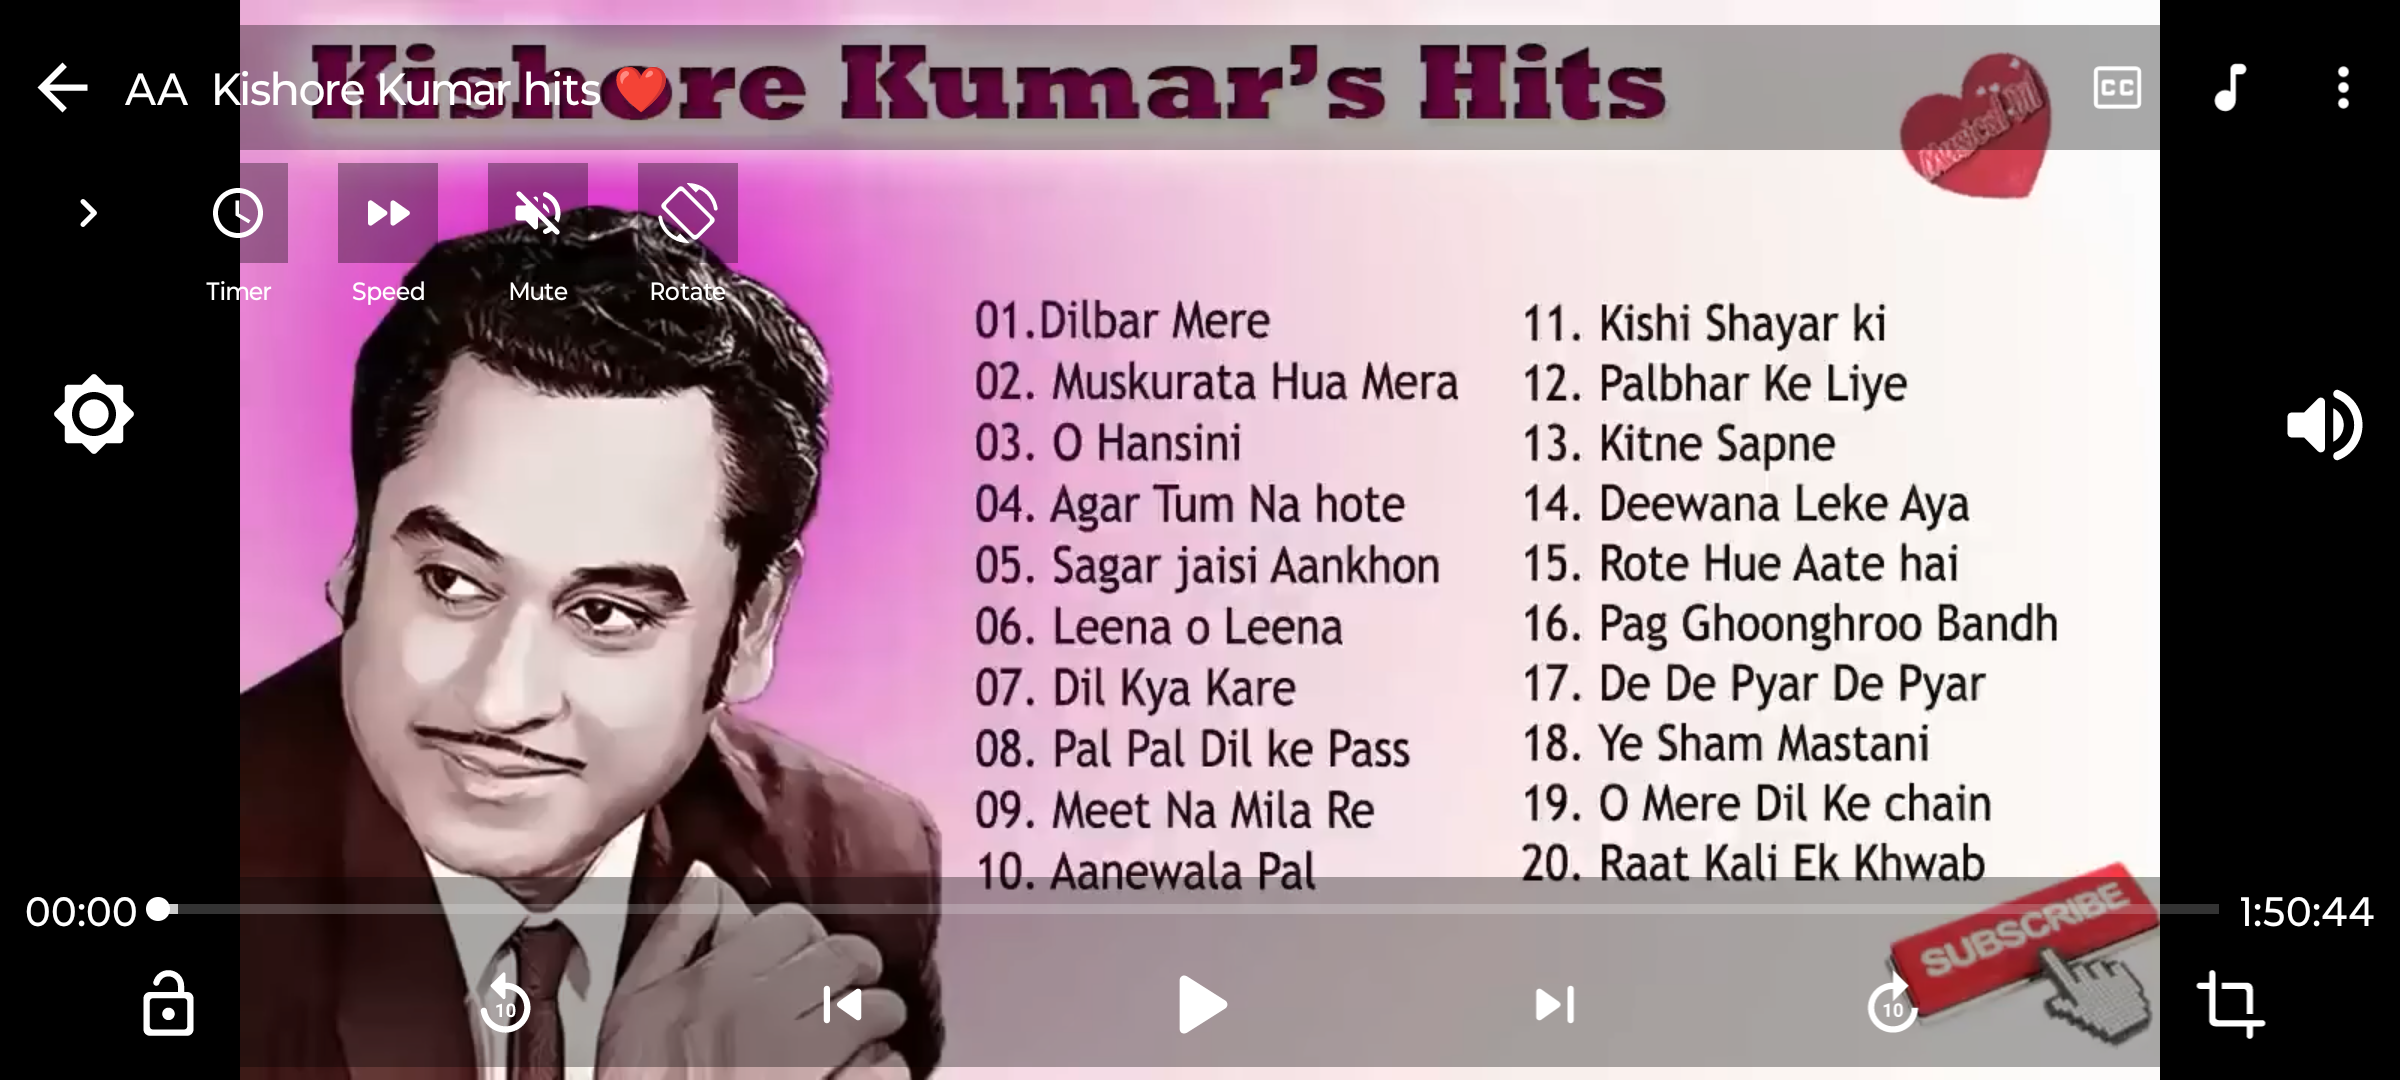 Kishore Kumar's Hits
AA Kishore Kumar hits❤️
CC
Musical Dil
Timer
Speed
Mute
Rotate
01.Dilbar Mere
02. Muskurata Hua Mera
03. O Hansini
04. Agar Tum Na hote
05. Sagar jaisi Aankhon
06. Leena o Leena
07. Dil Kya Kare
08. Pal Pal Dil ke Pass
09. Meet Na Mila Re
10. Aanewala Pal
11. Kishi Shayar ki
12. Palbhar Ke Liye
13. Kitne Sapne
14. Deewana Leke Aya
15. Rote Hue Aate hai
16. Pag Ghoonghroo Bandh
17. De De Pyar De Pyar
18. Ye Sham Mastani
19. O Mere Dil Ke chain
20. Raat Kali Ek Khwab
00:00
1:50:44
SUBSCRIBE
10
10